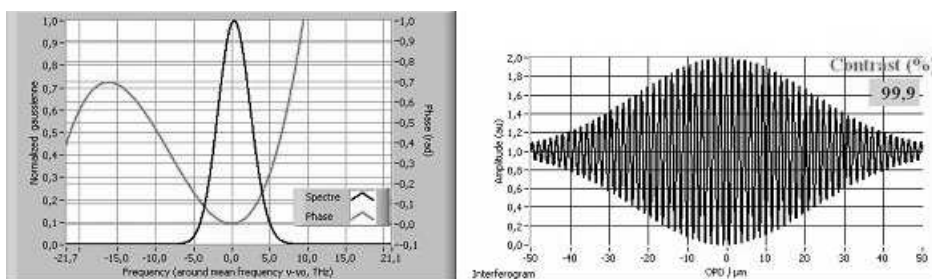 1,0- -1,0
0,9- -0,9
0,8- -0,8
0,7- -0,7
0,6- -0,6
0,5- -0,5
0,4- -0,4
0,3- -0,3
0,2- -0,2
0,1- -0,0
0,0- -0,1
Normalized gaussienne
Phase (rad)
Spectre
Phase
-21,7 -15,0 -10,0 -5,0 0,0 5,0 10,0 15,0 21,1
Frequency (around mean frequency v-vo, THz)
Contrast (%)
99,9
2,0-
1,8-
1,6-
1,4-
1,2-
1,0-
0,8-
0,6-
0,4-
0,2-
0,0-
Amplitude (au)
-50 -40 -30 -20 -10 0 10 20 30 40 50
Interferogram OPD / µm